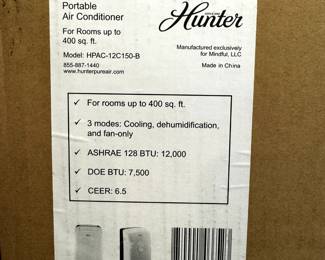 Portable
Air Conditioner
For Rooms up to
400 sq. ft.
Model: HPAC-12C150-B
855-887-1440
www.hunterpureair.com
Hunter
Manufactured exclusively
for Mindful, LLC
Made in China
✓ For rooms up to 400 sq. ft.
✓ 3 modes: Cooling, dehumidification,
and fan-only
✓ ASHRAE 128 BTU: 12,000
✓ DOE BTU: 7,500
✓ CEER: 6.5